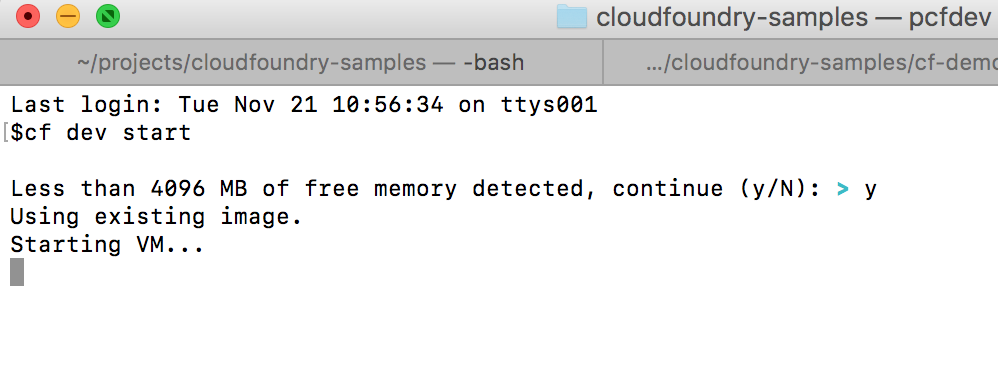 cloudfoundry-samples — pcfdev
~/projects/cloudfoundry-samples — -bash
.../cloudfoundry-samples/cf-demo
Last login: Tue Nov 21 10:56:34 on ttys001
[$cf dev start
Less than 4096 MB of free memory detected, continue (y/N): > y
Using existing image.
Starting VM...